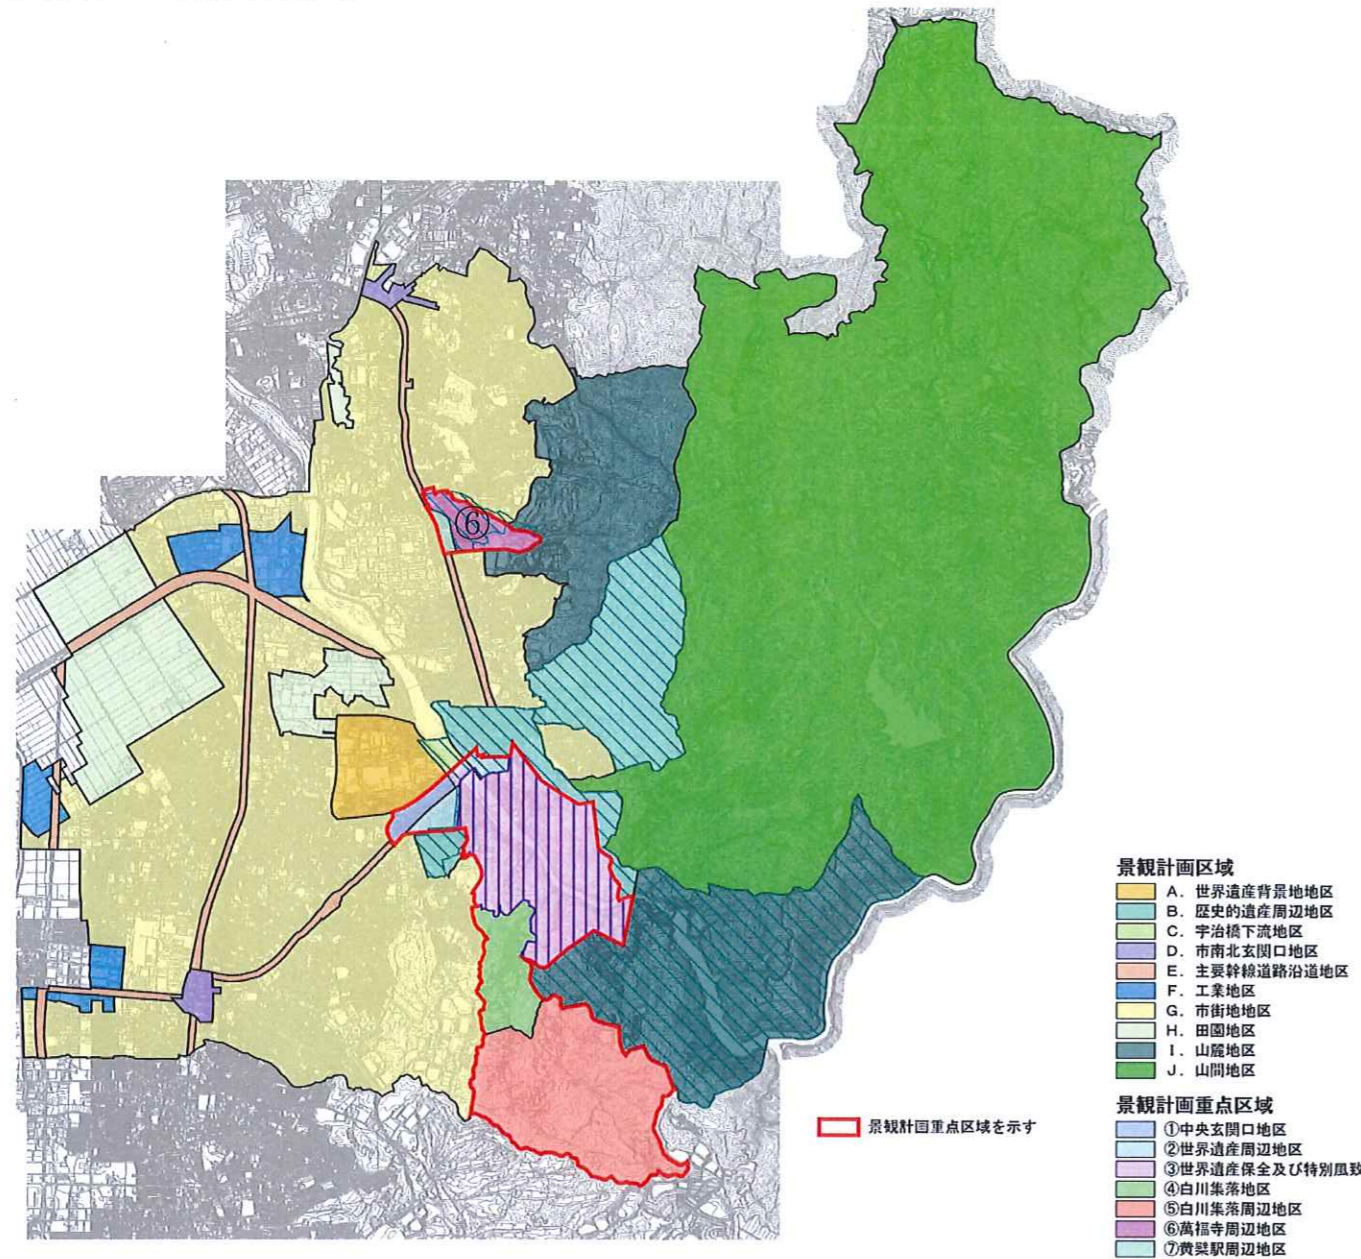 ⑥
景観計画区域
A．世界遺産背景地地区
B．歴史的遺産周辺地区
C．宇治橋下流地区
D．市南北玄関口地区
E．主要幹線道路沿道地区
F．工業地区
G．市街地地区
H．田園地区
I．山麓地区
J．山間地区
景観計画重点区域を示す
景観計画重点区域
①中央玄関口地区
②世界遺産周辺地区
③世界遺産保全及び特別風致
④白川集落地区
⑤白川集落周辺地区
⑥萬福寺周辺地区
⑦黄檗駅周辺地区